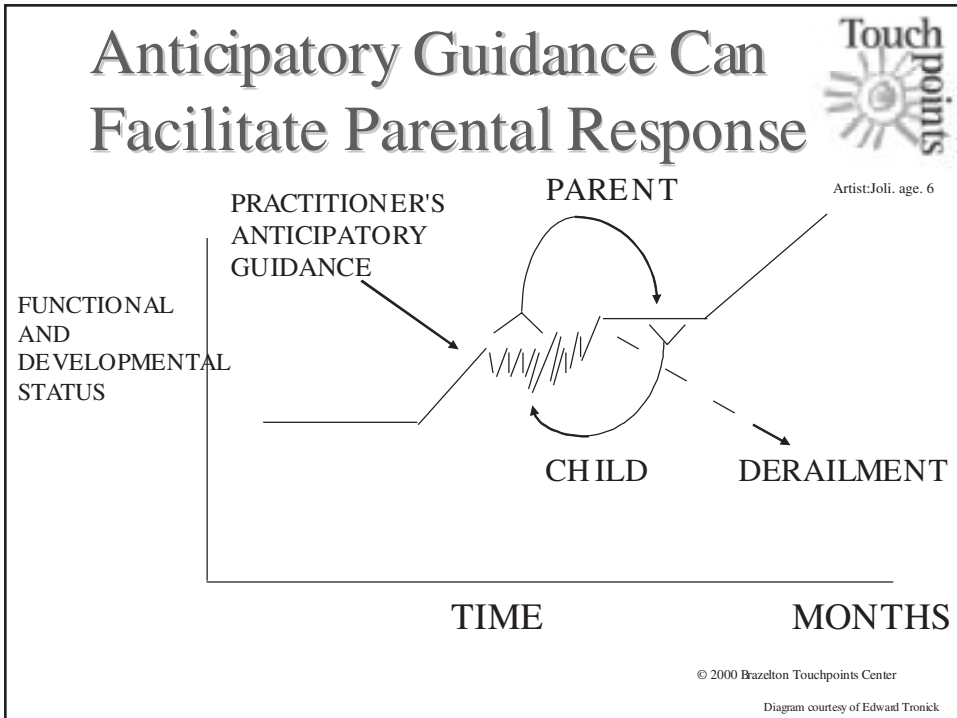 Anticipatory Guidance Can
Facilitate Parental Response
Touch
points
Artist:Joli. age. 6
PRACTITIONER'S
ANTICIPATORY
GUIDANCE
PARENT
FUNCTIONAL
AND
DEVELOPMENTAL
STATUS
CHILD
DERAILMENT
TIME
MONTHS
© 2000 Brazelton Touchpoints Center
Diagram courtesy of Edward Tronick